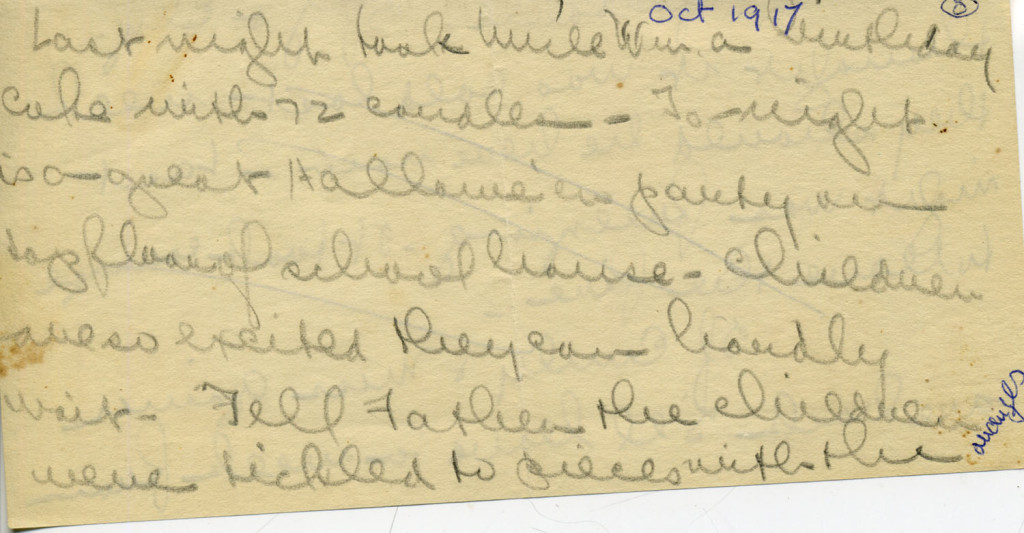 Oct 1917 8
Last night took Uncle Wm a birthday
cake with 72 candles - To-night
is a great Hallowe'en party on
top floor of school house - Children
are so excited they can hardly
wait - Tell Father the children
were tickled to pieces with the
oranges